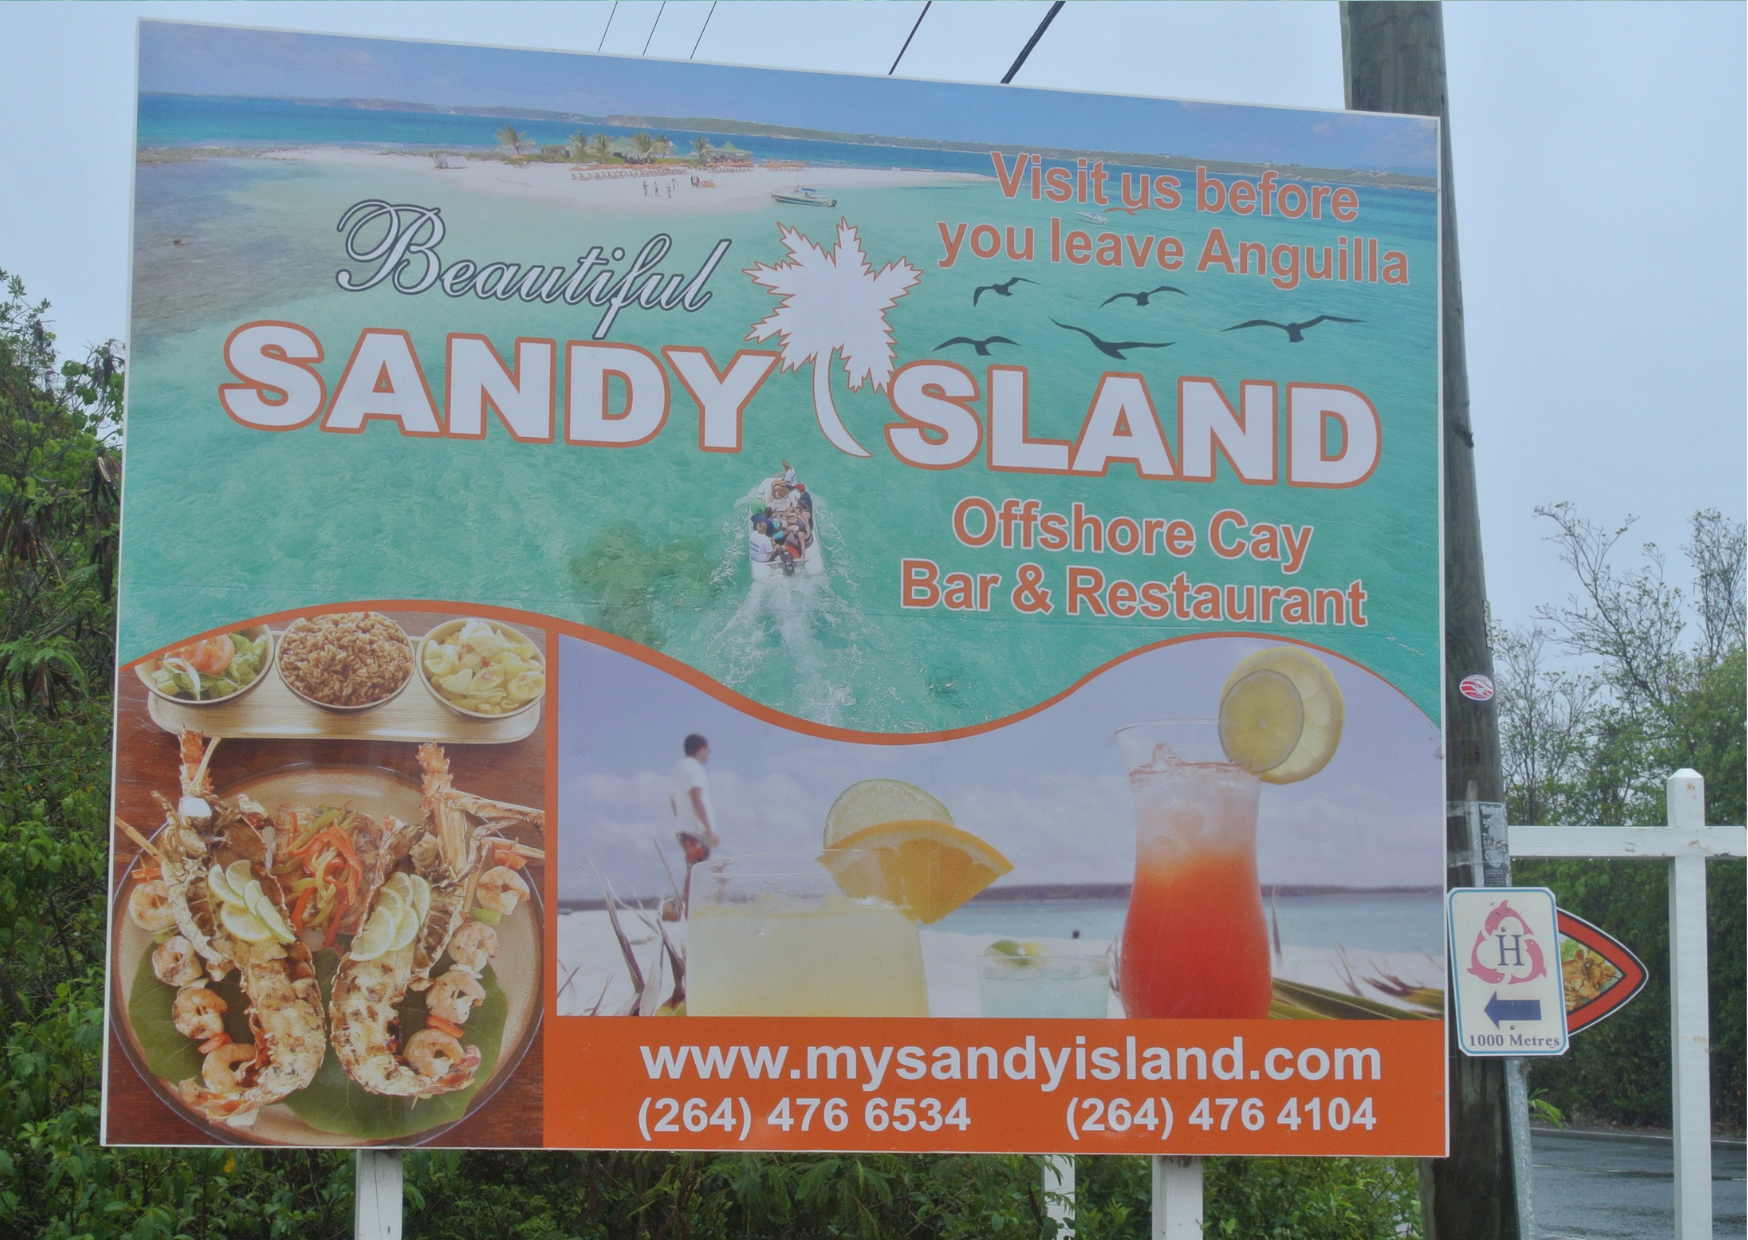 Visit us before
you leave Anguilla
Beautiful
SANDY ISLAND
Offshore Cay
Bar & Restaurant
www.mysandyisland.com
(264) 476 6534 (264) 476 4104
H
1000 Metres